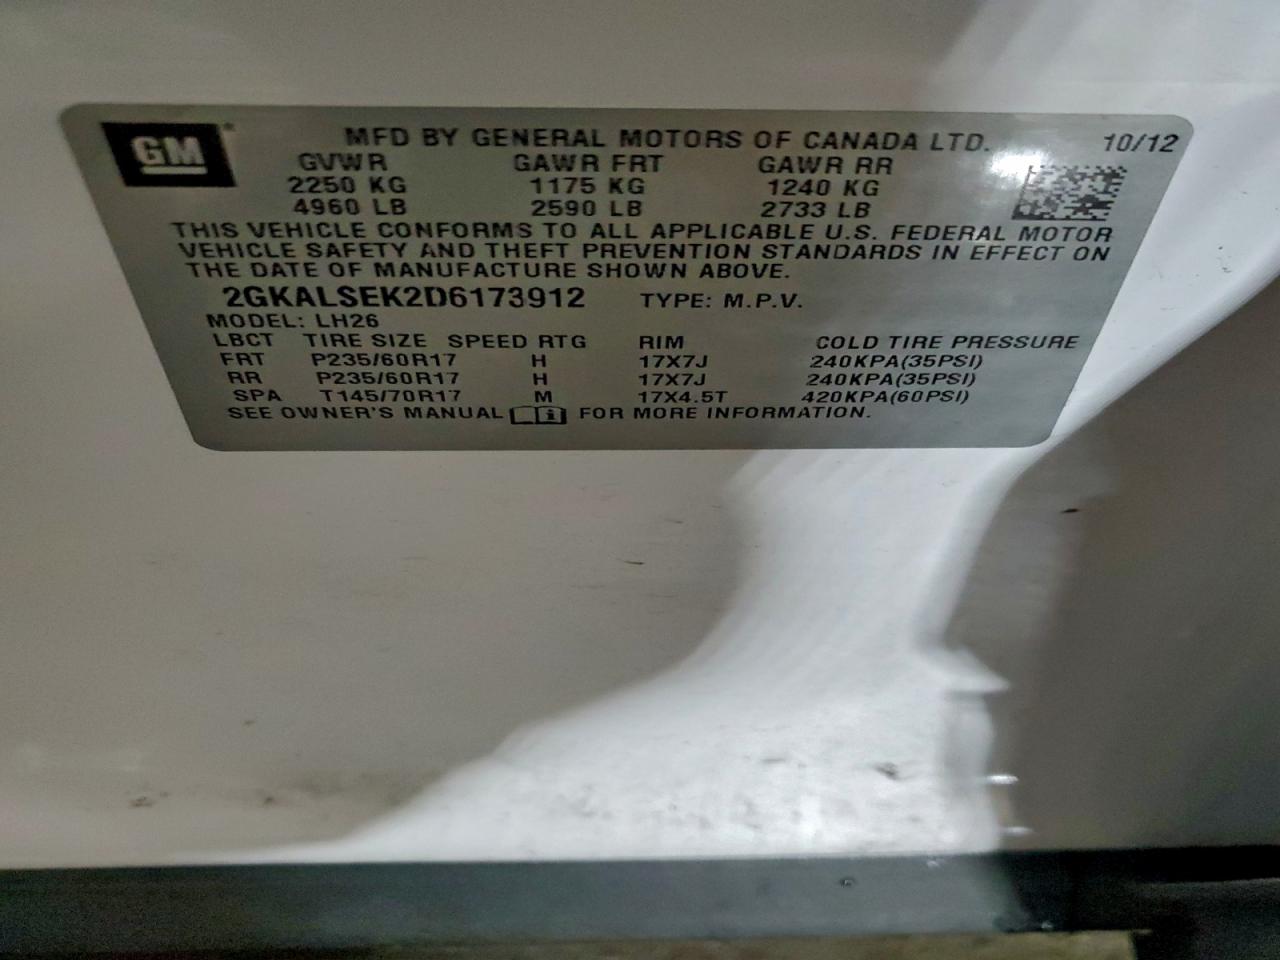 GM
MFD BY GENERAL MOTORS OF CANADA LTD. 10/12
GVWR GAWR FRT GAWR RR
2250 KG 1175 KG 1240 KG
4960 LB 2590 LB 2733 LB
THIS VEHICLE CONFORMS TO ALL APPLICABLE U.S. FEDERAL MOTOR
VEHICLE SAFETY AND THEFT PREVENTION STANDARDS IN EFFECT ON
THE DATE OF MANUFACTURE SHOWN ABOVE.
2GKALSEK2D6173912 TYPE: M.P.V.
MODEL: LH26
LBCT TIRE SIZE SPEED RTG RIM COLD TIRE PRESSURE
FRT P235/60R17 H 17X7J 240KPA(35PSI)
RR P235/60R17 H 17X7J 240KPA(35PSI)
SPA T145/70R17 M 17X4.5T 420KPA(60PSI)
SEE OWNER'S MANUAL FOR MORE INFORMATION.